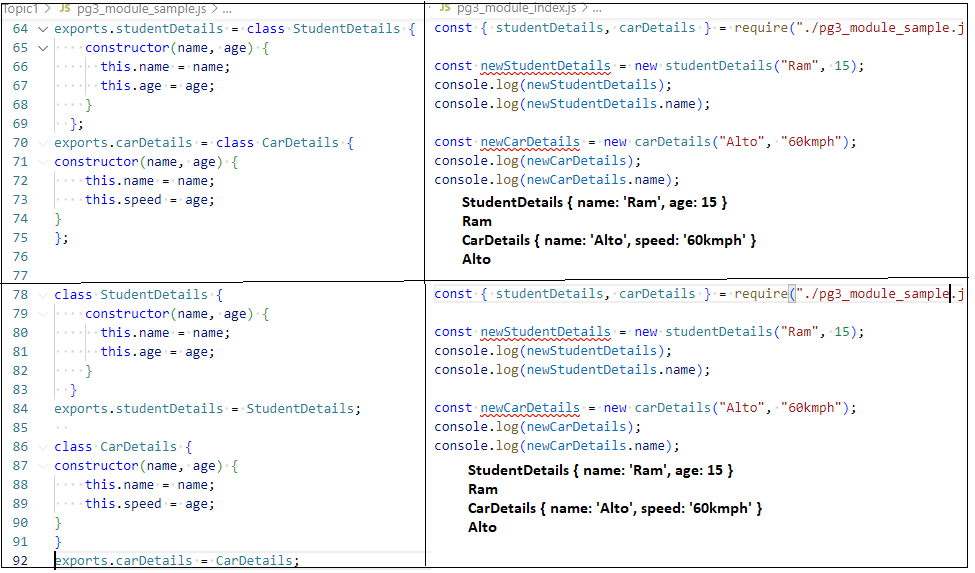 Topic1 > JS pg3_module_sample.js > ...
64 exports.studentDetails = class StudentDetails {
65 constructor(name, age) {
66 this.name = name;
67 this.age = age;
68 }
69 };
70 exports.carDetails = class CarDetails {
71 constructor(name, age) {
72 this.name = name;
73 this.speed = age;
74 }
75 };
76
77
JS pg3_module_index.js > ...
const { studentDetails, carDetails } = require("./pg3_module_sample.j
const newStudentDetails = new studentDetails("Ram", 15);
console.log(newStudentDetails);
console.log(newStudentDetails.name);
const newCarDetails = new carDetails("Alto", "60kmph");
console.log(newCarDetails);
console.log(newCarDetails.name);
StudentDetails { name: 'Ram', age: 15 }
Ram
CarDetails { name: 'Alto', speed: '60kmph' }
Alto
78 class StudentDetails {
79 constructor(name, age) {
80 this.name = name;
81 this.age = age;
82 }
83 }
84 exports.studentDetails = StudentDetails;
85
86 class CarDetails {
87 constructor(name, age) {
88 this.name = name;
89 this.speed = age;
90 }
91 }
92 exports.carDetails = CarDetails;
const { studentDetails, carDetails } = require("./pg3_module_sample.j
const newStudentDetails = new studentDetails("Ram", 15);
console.log(newStudentDetails);
console.log(newStudentDetails.name);
const newCarDetails = new carDetails("Alto", "60kmph");
console.log(newCarDetails);
console.log(newCarDetails.name);
StudentDetails { name: 'Ram', age: 15 }
Ram
CarDetails { name: 'Alto', speed: '60kmph' }
Alto